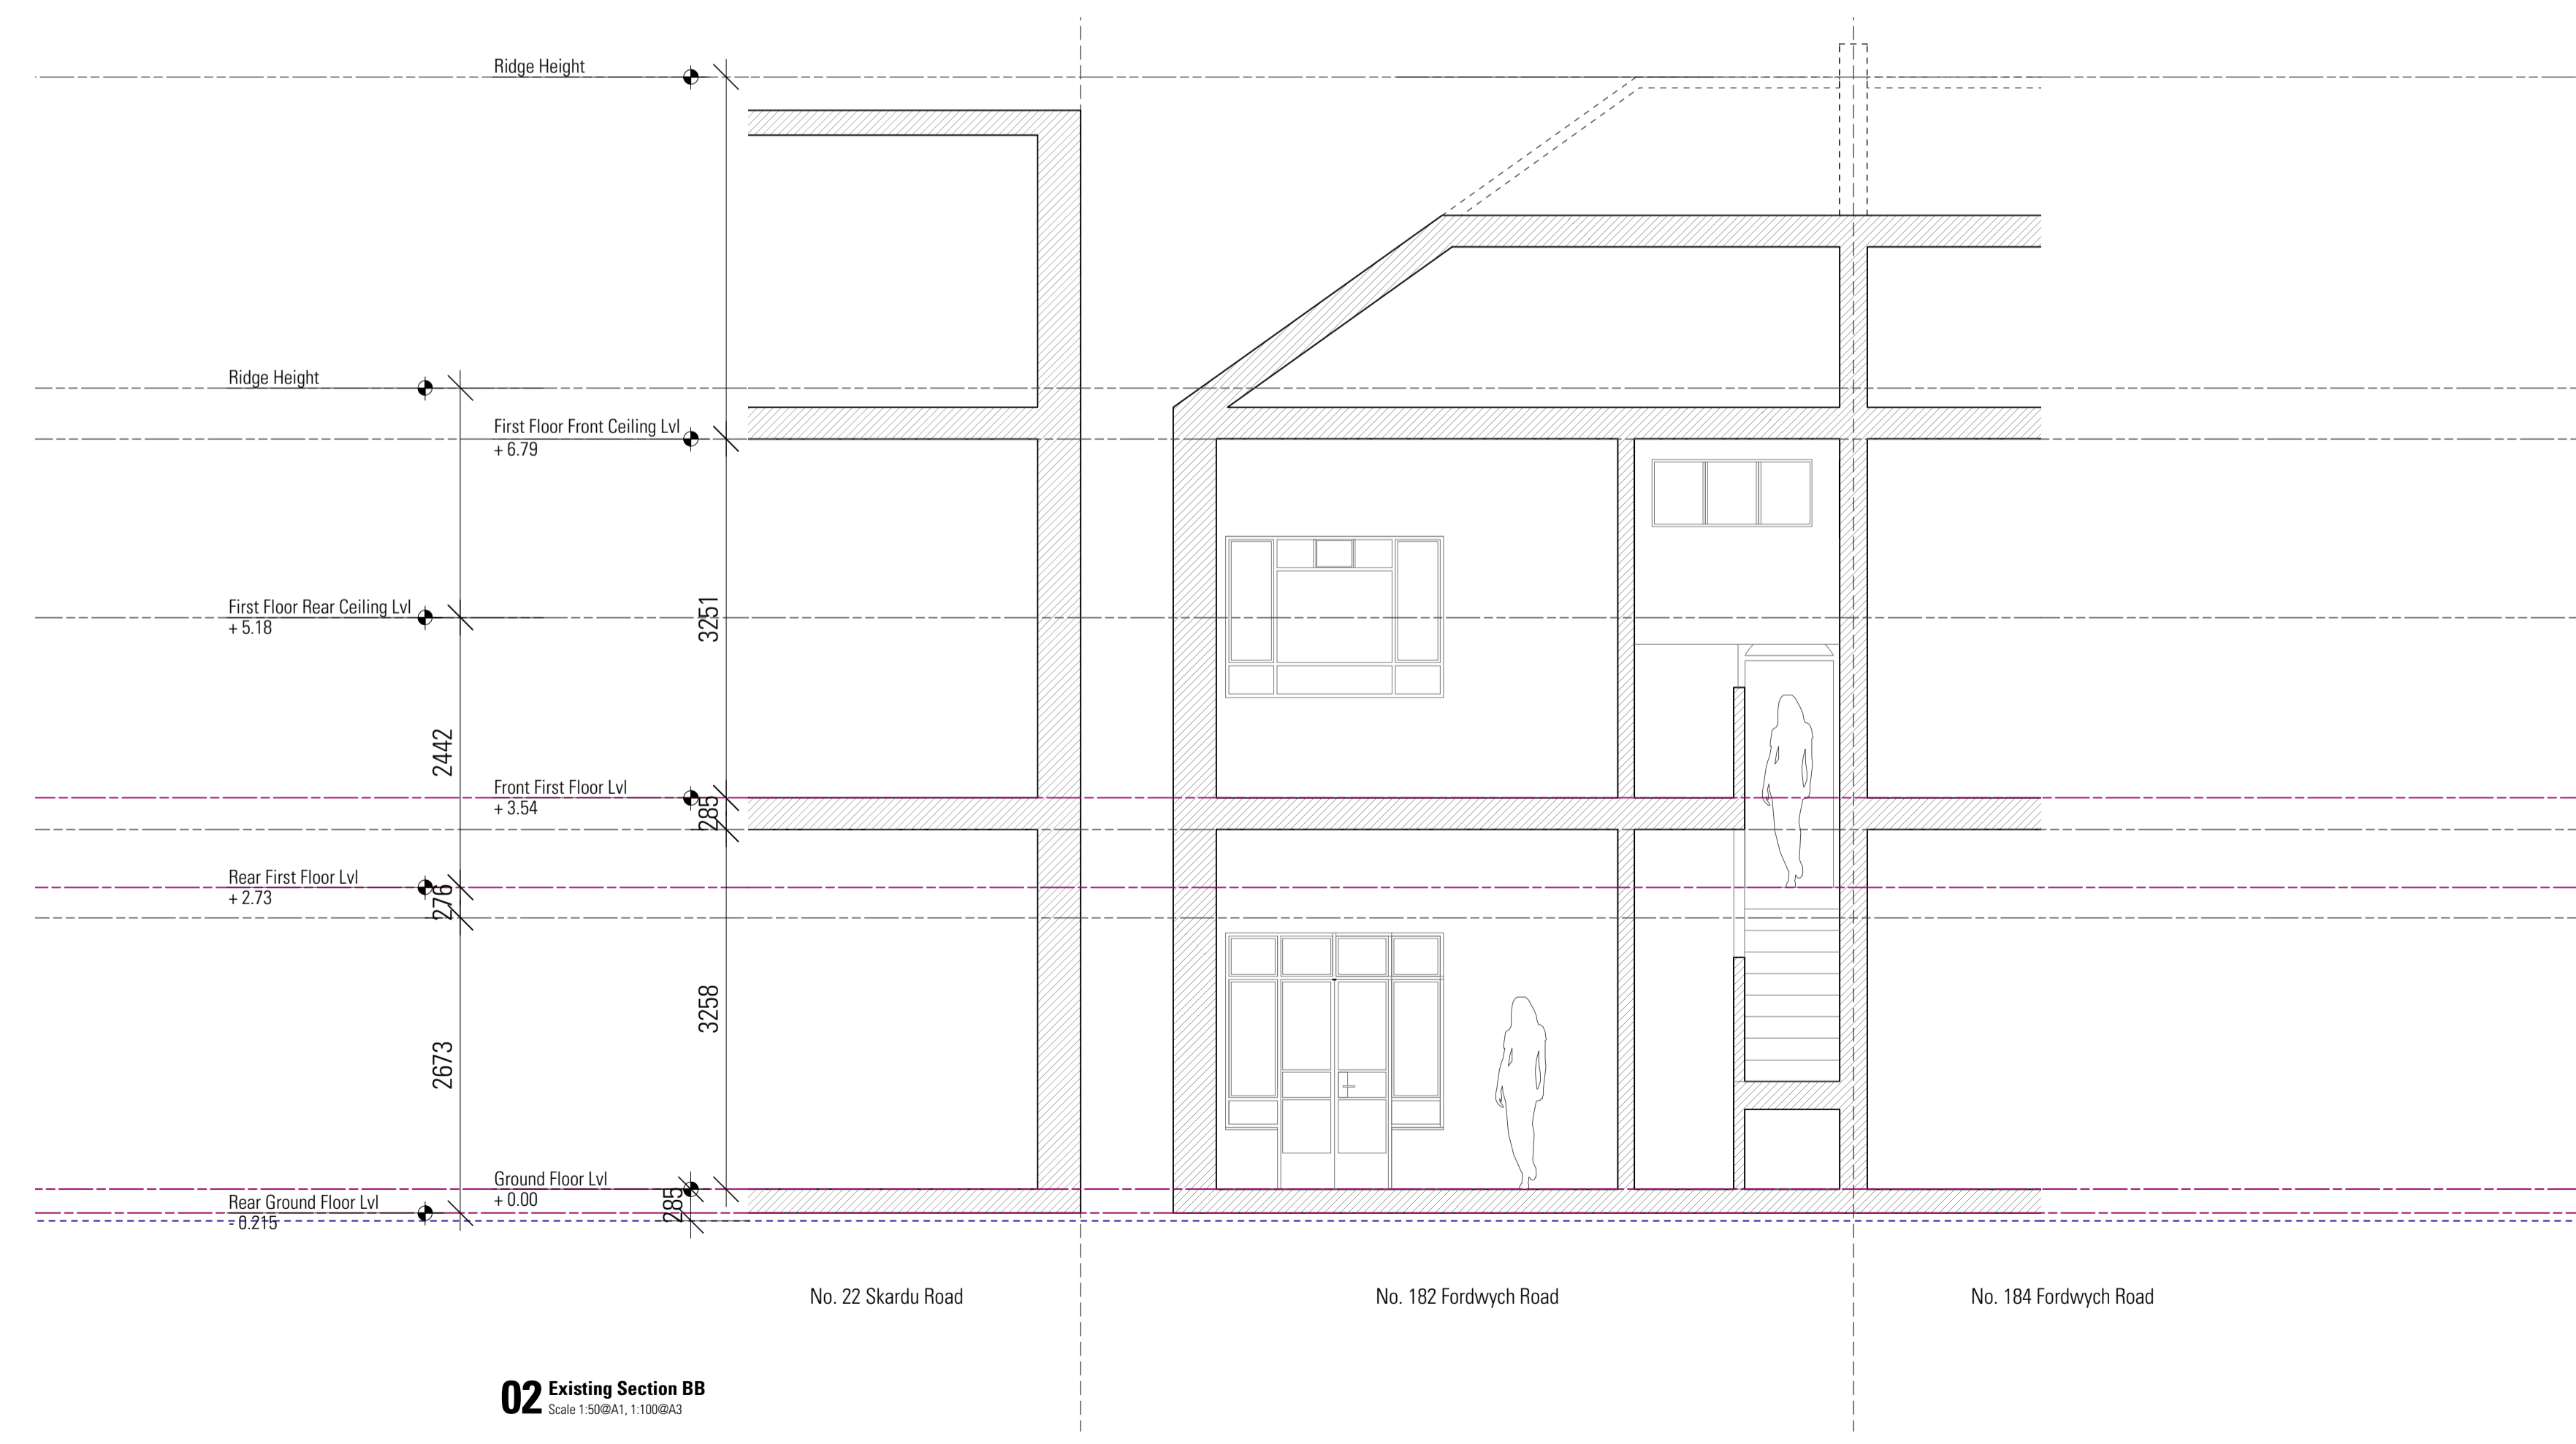 Ridge Height
Ridge Height
First Floor Front Ceiling Lvl
+ 6.79
First Floor Rear Ceiling Lvl
+ 5.18
3251
2442
Front First Floor Lvl
+ 3.54
285
Rear First Floor Lvl
+ 2.73
276
3258
2673
Ground Floor Lvl
+ 0.00
285
Rear Ground Floor Lvl
- 0.215
No. 22 Skardu Road
No. 182 Fordwych Road
No. 184 Fordwych Road
02 Existing Section BB
Scale 1:50@A1, 1:100@A3